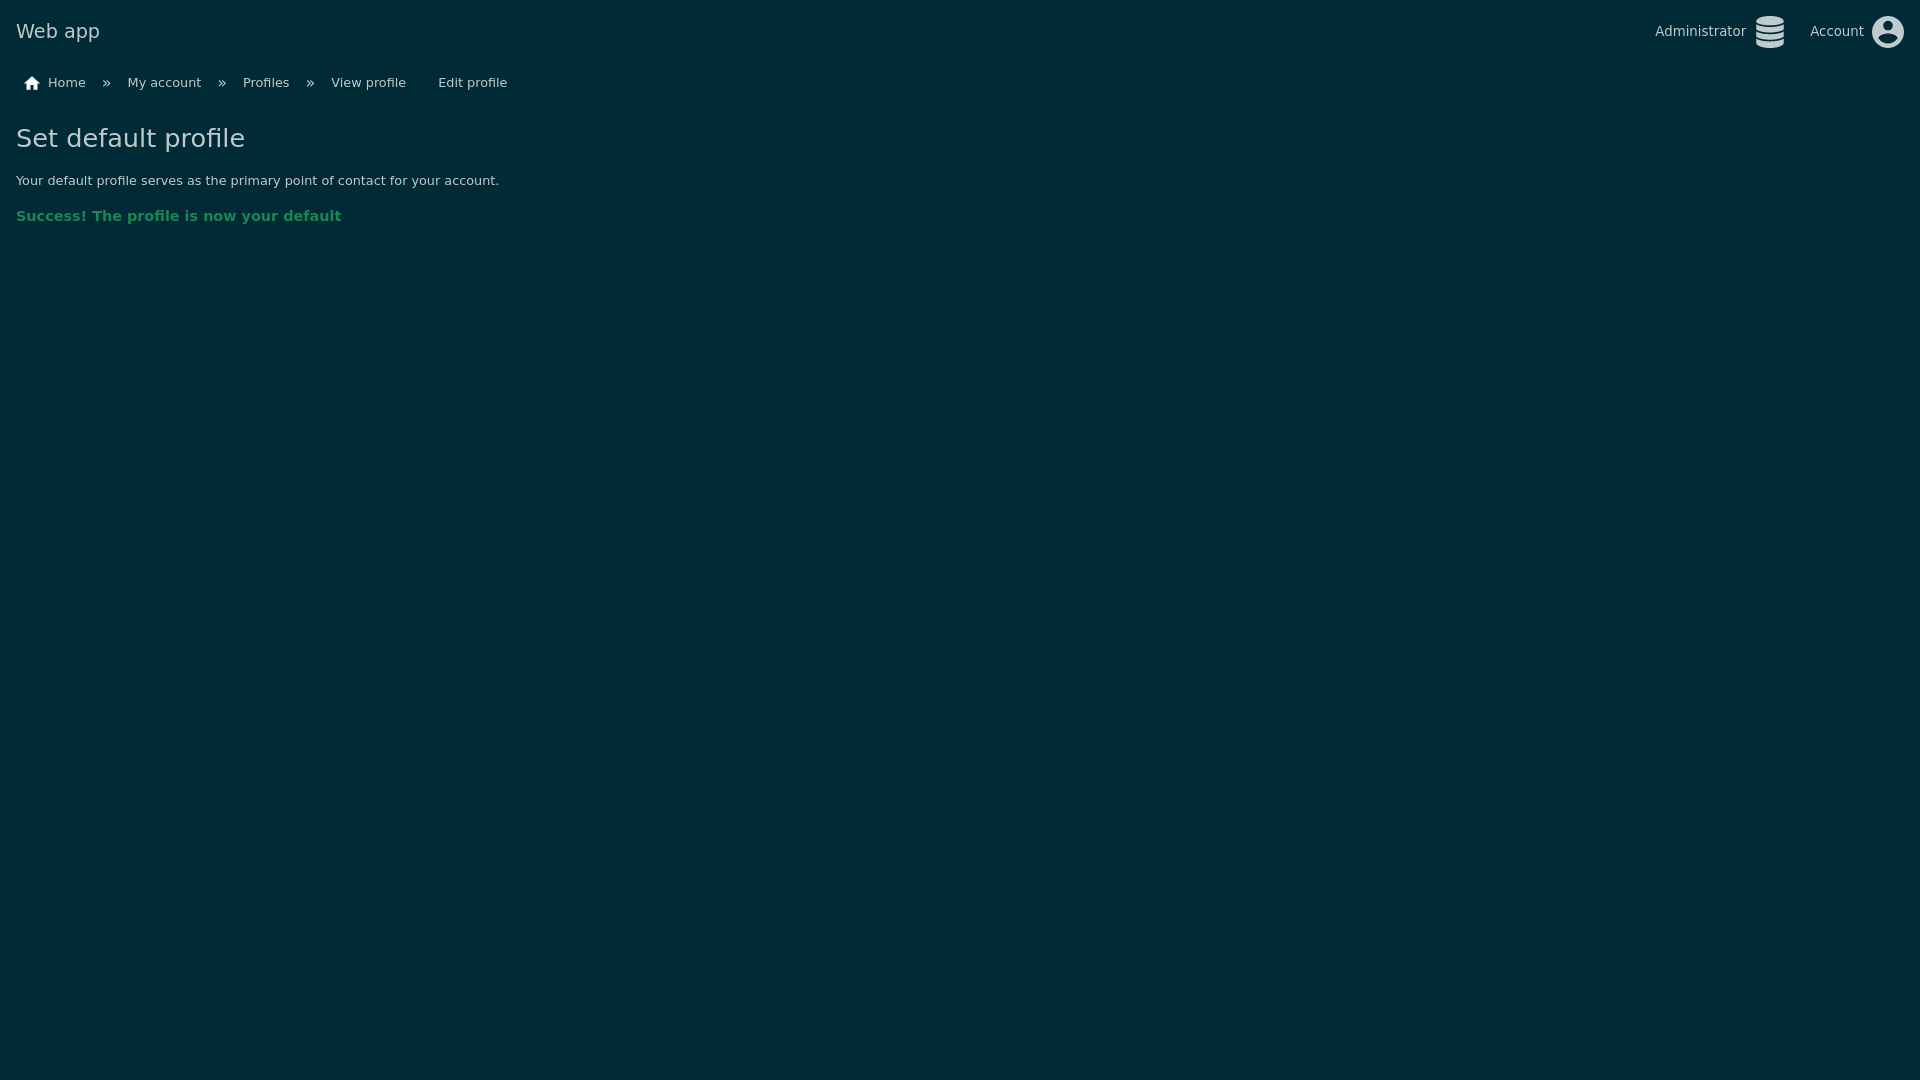 Web app
Administrator
Account
Home » My account » Profiles » View profile Edit profile
Set default profile
Your default profile serves as the primary point of contact for your account.
Success! The profile is now your default